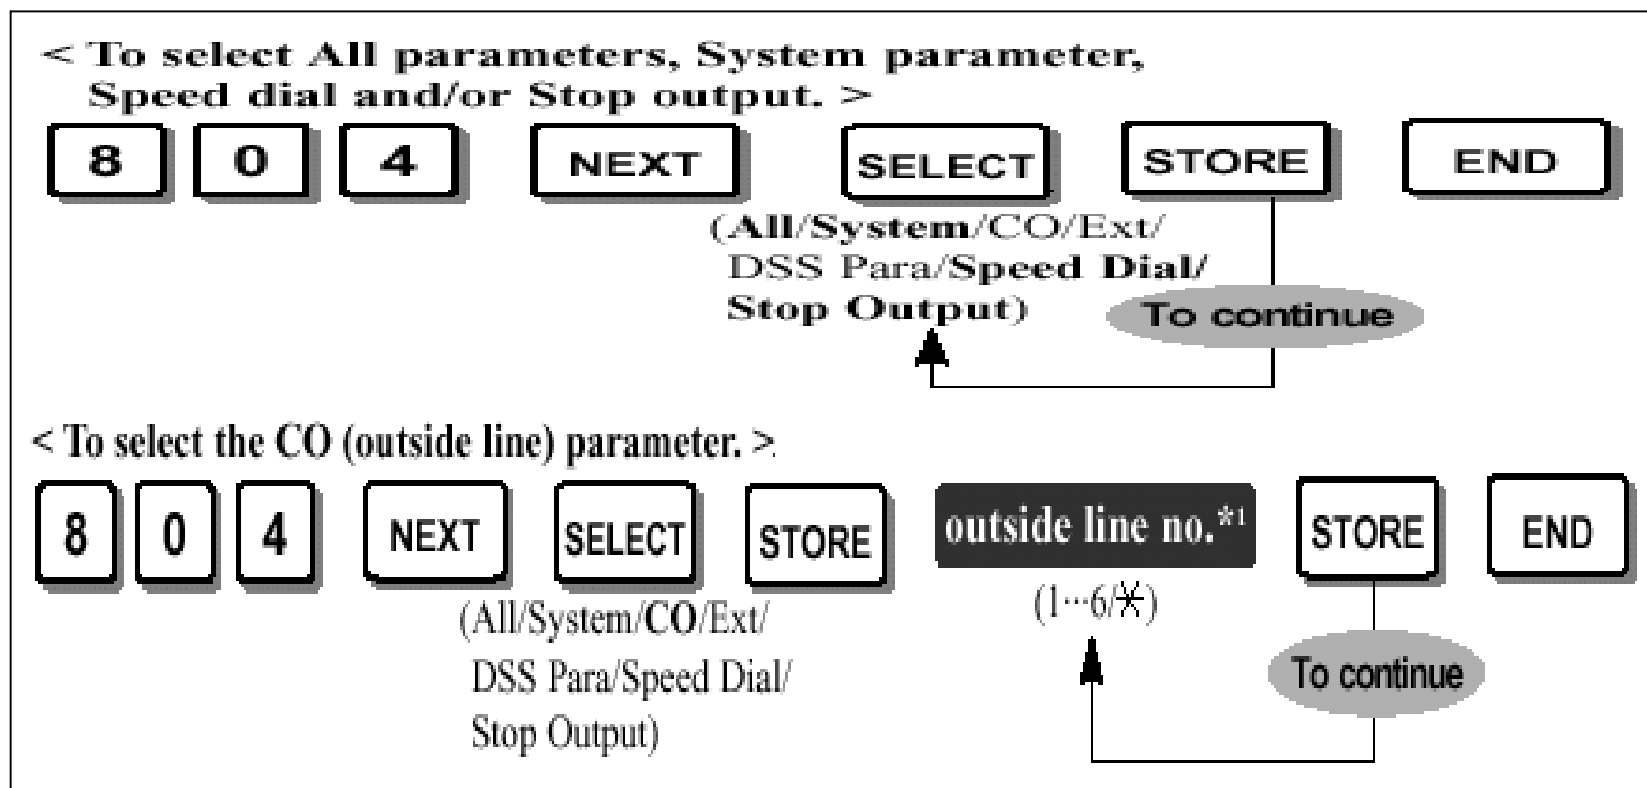 < To select All parameters, System parameter,
Speed dial and/or Stop output. >
8 0 4 NEXT SELECT STORE END
(All/System/CO/Ext/
DSS Para/Speed Dial/
Stop Output)
To continue
< To select the CO (outside line) parameter. >
8 0 4 NEXT SELECT STORE outside line no.*1 STORE END
(All/System/CO/Ext/
DSS Para/Speed Dial/
Stop Output)
(1···6/*)
To continue